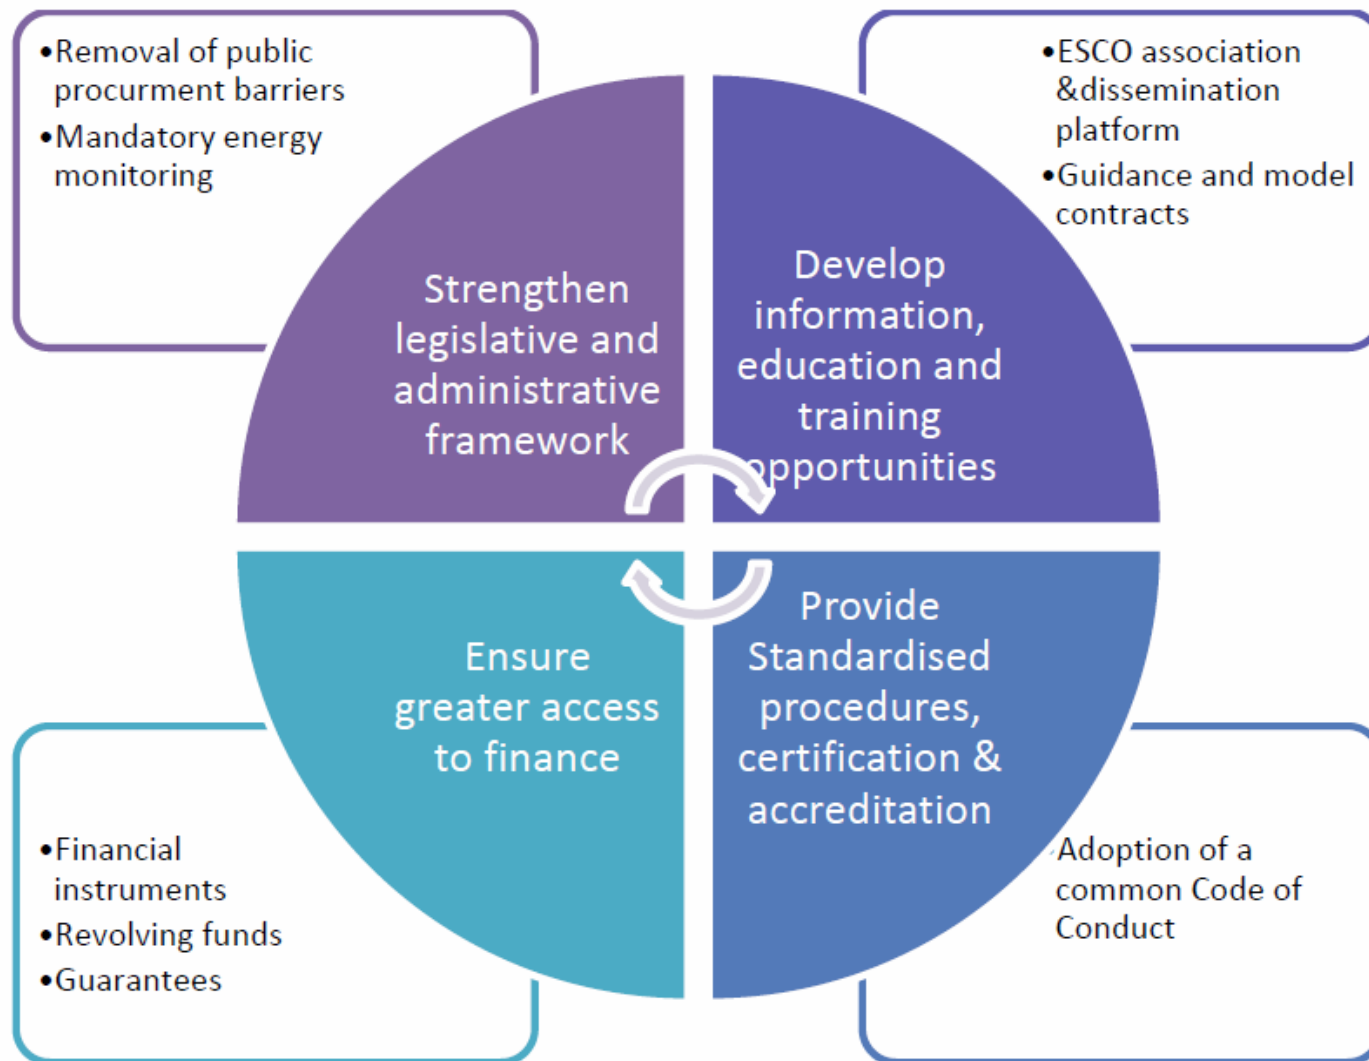 •Removal of public
procurment barriers
•Mandatory energy
monitoring
•ESCO association
&dissemination
platform
•Guidance and model
contracts
Strengthen
legislative and
administrative
framework
Develop
information,
education and
training
opportunities
Ensure
greater access
to finance
Provide
Standardised
procedures,
certification &
accreditation
•Financial
instruments
•Revolving funds
•Guarantees
•Adoption of a
common Code of
Conduct